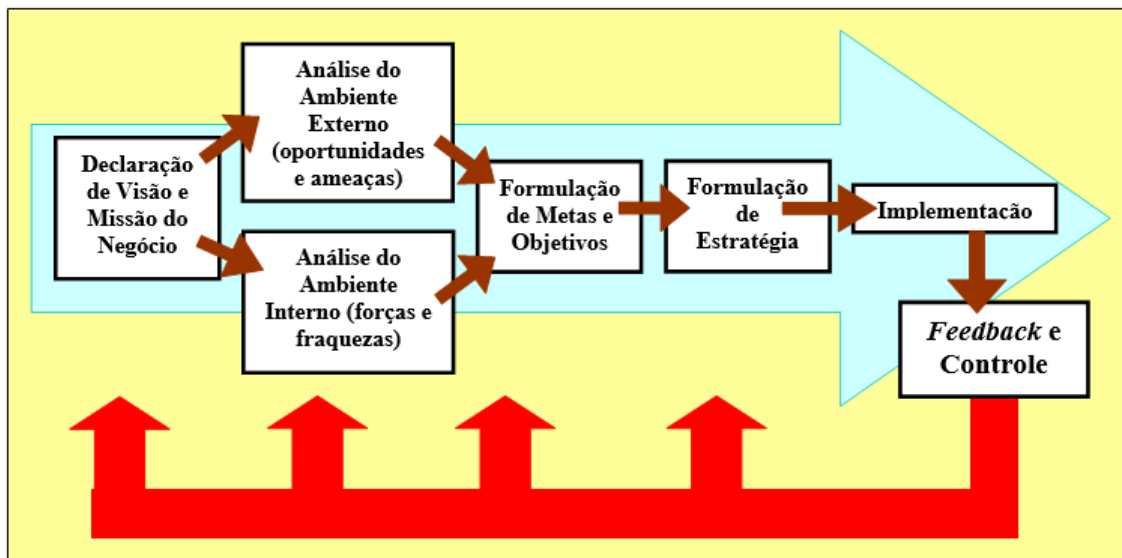 Declaração
de Visão e
Missão do
Negócio
Análise do
Ambiente
Externo
(oportunidades
e ameaças)
Análise do
Ambiente
Interno (forças e
fraquezas)
Formulação
de Metas e
Objetivos
Formulação
de
Estratégia
Implementação
Feedback e
Controle